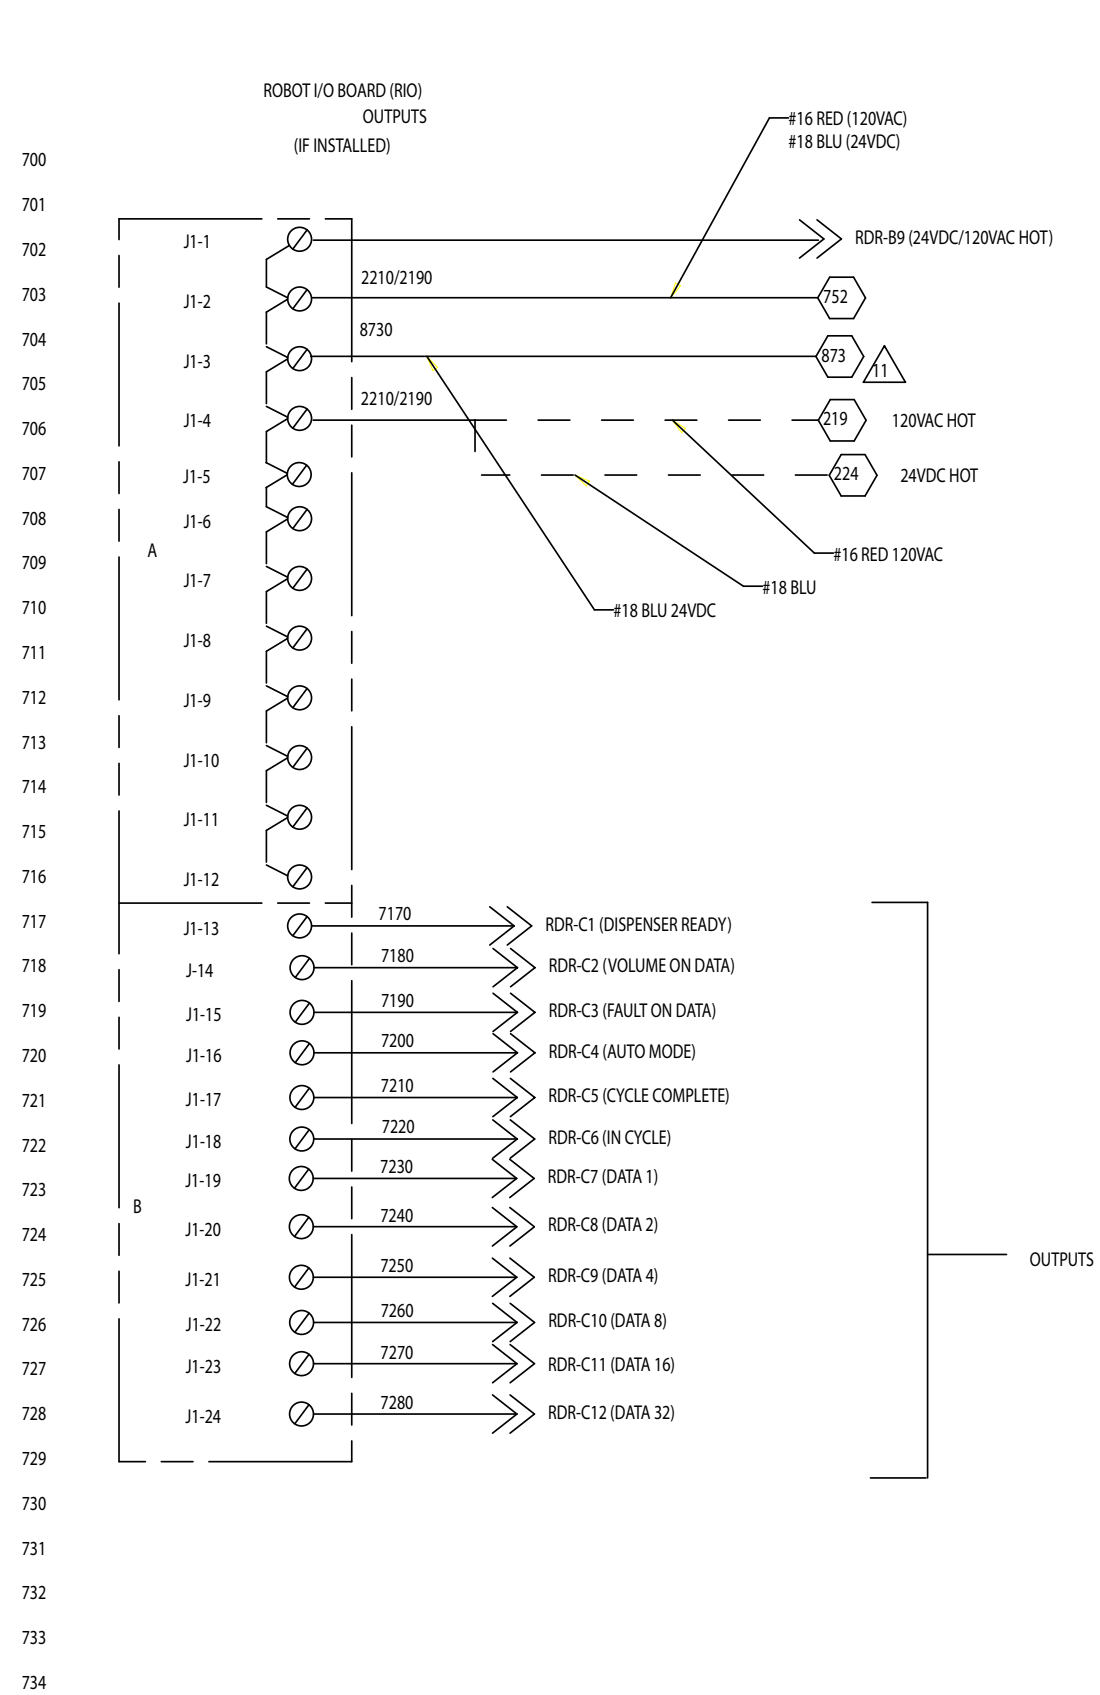 ROBOT I/O BOARD (RIO)
OUTPUTS
(IF INSTALLED)
#16 RED (120VAC)
#18 BLU (24VDC)
700
701
702
J1-1
RDR-B9 (24VDC/120VAC HOT)
703
J1-2
2210/2190
752
704
8730
J1-3
873
11
705
2210/2190
706
J1-4
219
120VAC HOT
707
J1-5
224
24VDC HOT
708
J1-6
A
709
#16 RED 120VAC
J1-7
#18 BLU
710
#18 BLU 24VDC
711
J1-8
712
J1-9
713
J1-10
714
J1-11
715
716
J1-12
717
J1-13
7170
RDR-C1 (DISPENSER READY)
718
J-14
7180
RDR-C2 (VOLUME ON DATA)
719
J1-15
7190
RDR-C3 (FAULT ON DATA)
720
J1-16
7200
RDR-C4 (AUTO MODE)
721
J1-17
7210
RDR-C5 (CYCLE COMPLETE)
722
J1-18
7220
RDR-C6 (IN CYCLE)
723
J1-19
7230
RDR-C7 (DATA 1)
B
724
J1-20
7240
RDR-C8 (DATA 2)
OUTPUTS
725
J1-21
7250
RDR-C9 (DATA 4)
726
J1-22
7260
RDR-C10 (DATA 8)
727
J1-23
7270
RDR-C11 (DATA 16)
728
J1-24
7280
RDR-C12 (DATA 32)
729
730
731
732
733
734